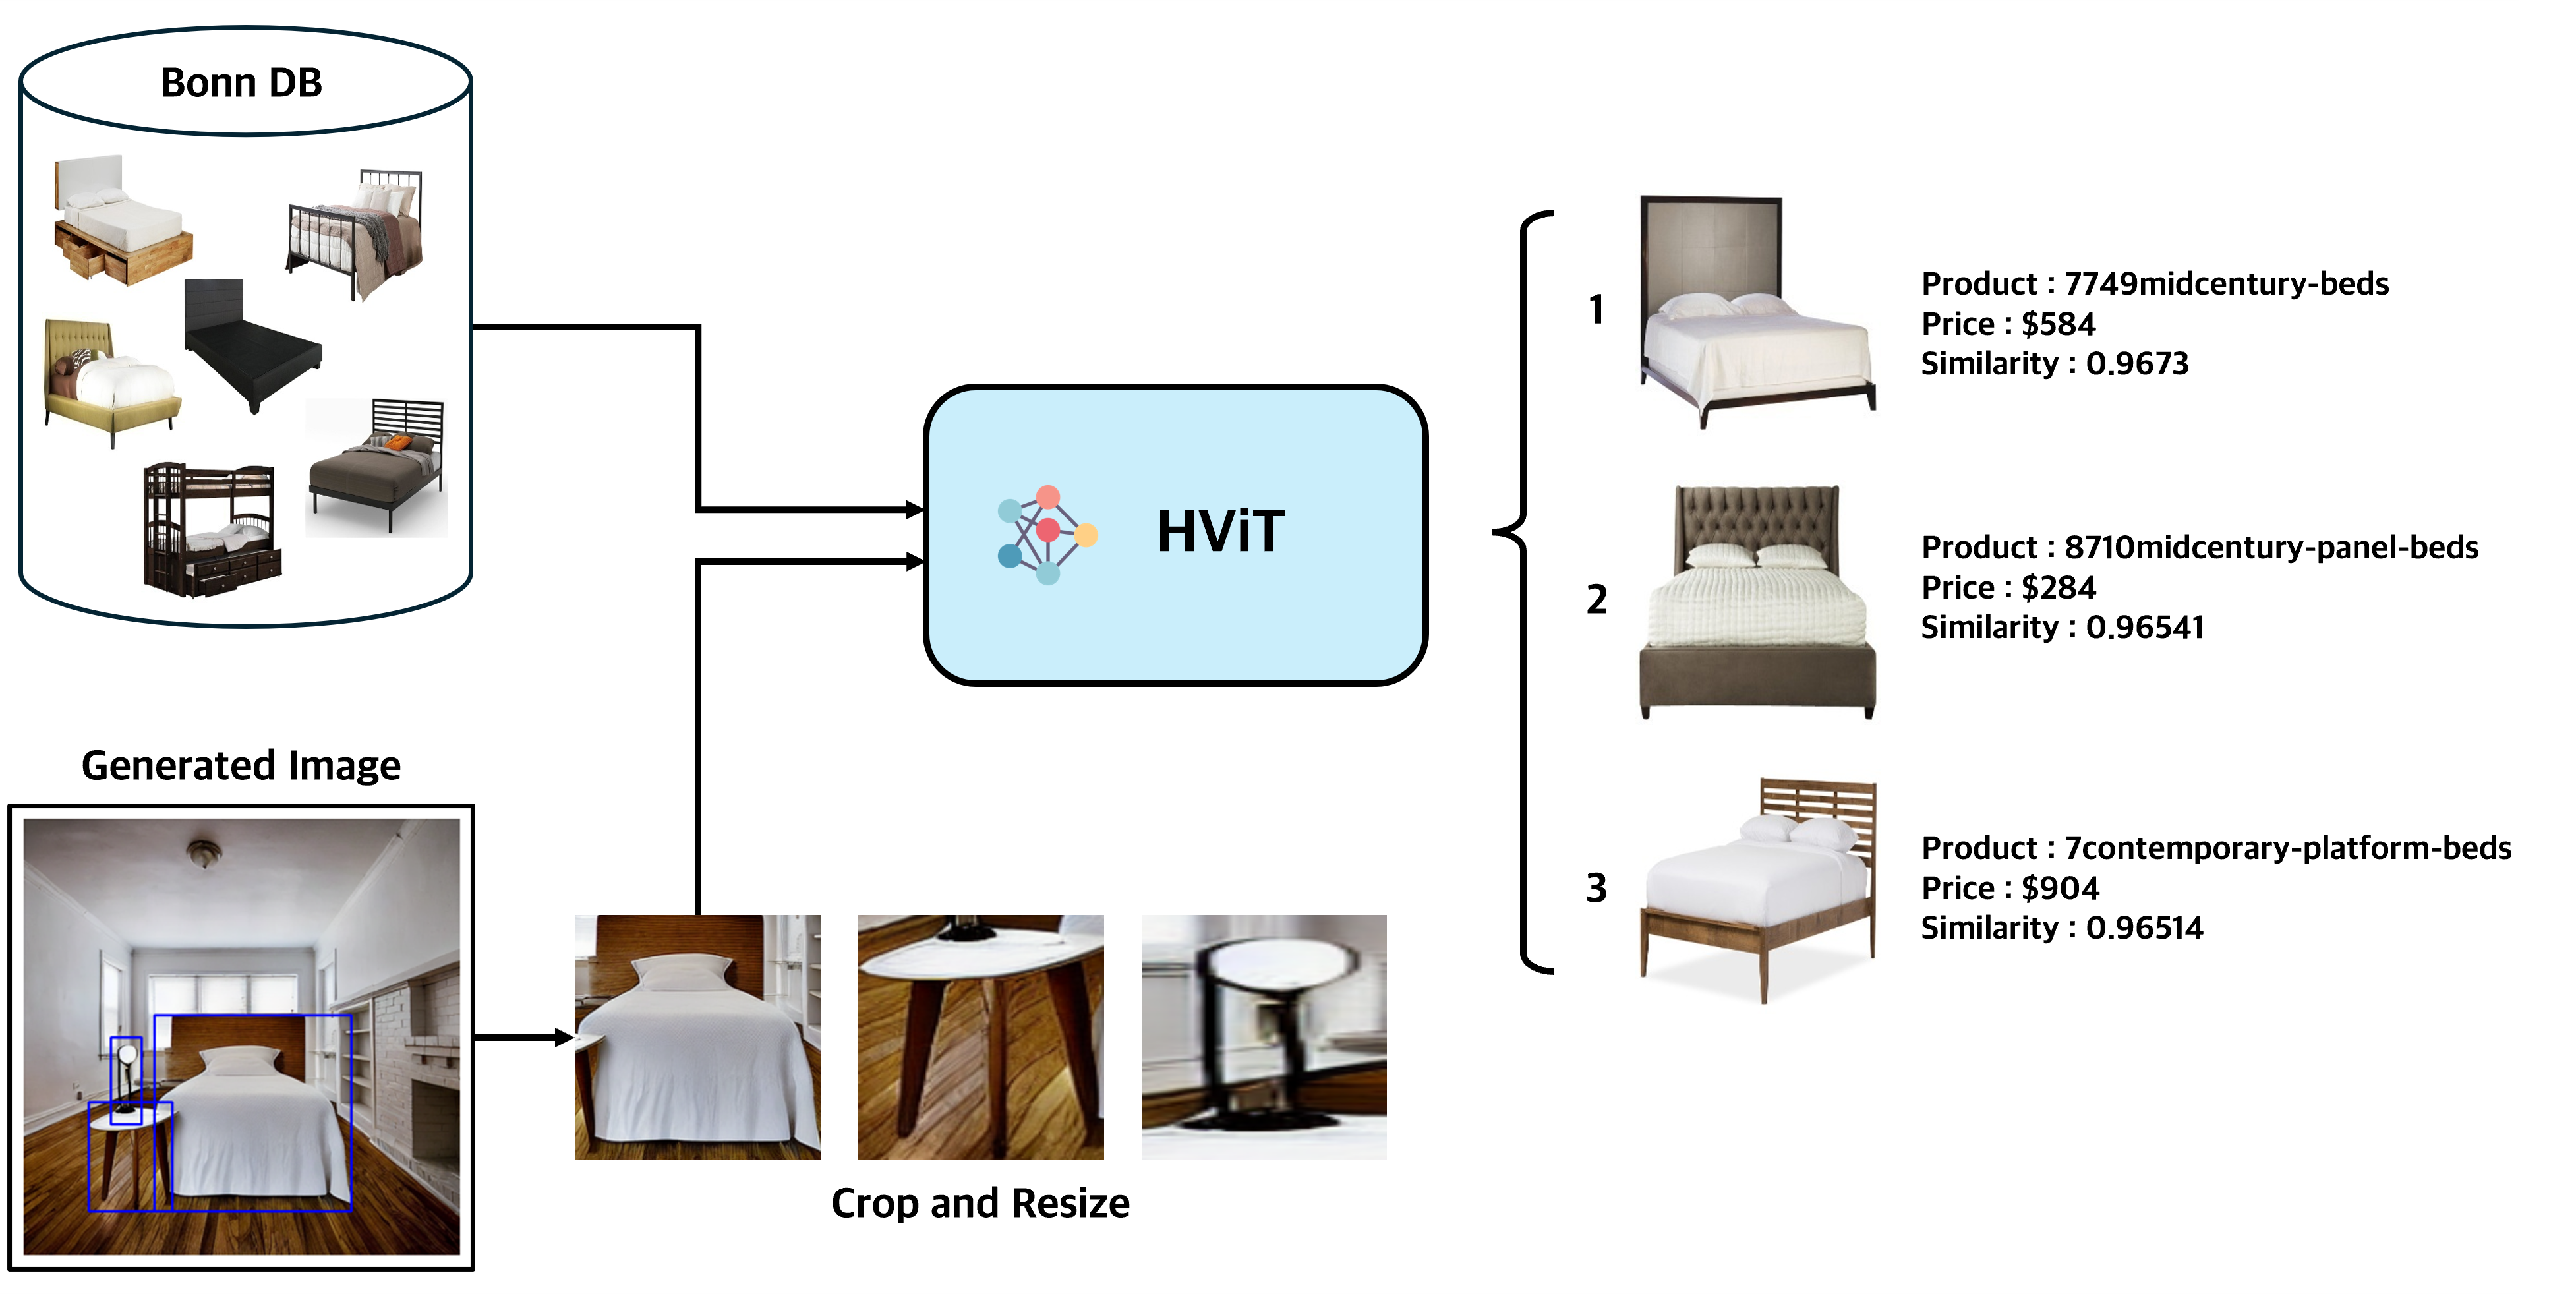 Bonn DB
Generated Image
Crop and Resize
HViT
1
Product : 7749midcentury-beds
Price : $584
Similarity : 0.9673
2
Product : 8710midcentury-panel-beds
Price : $284
Similarity : 0.96541
3
Product : 7contemporary-platform-beds
Price : $904
Similarity : 0.96514